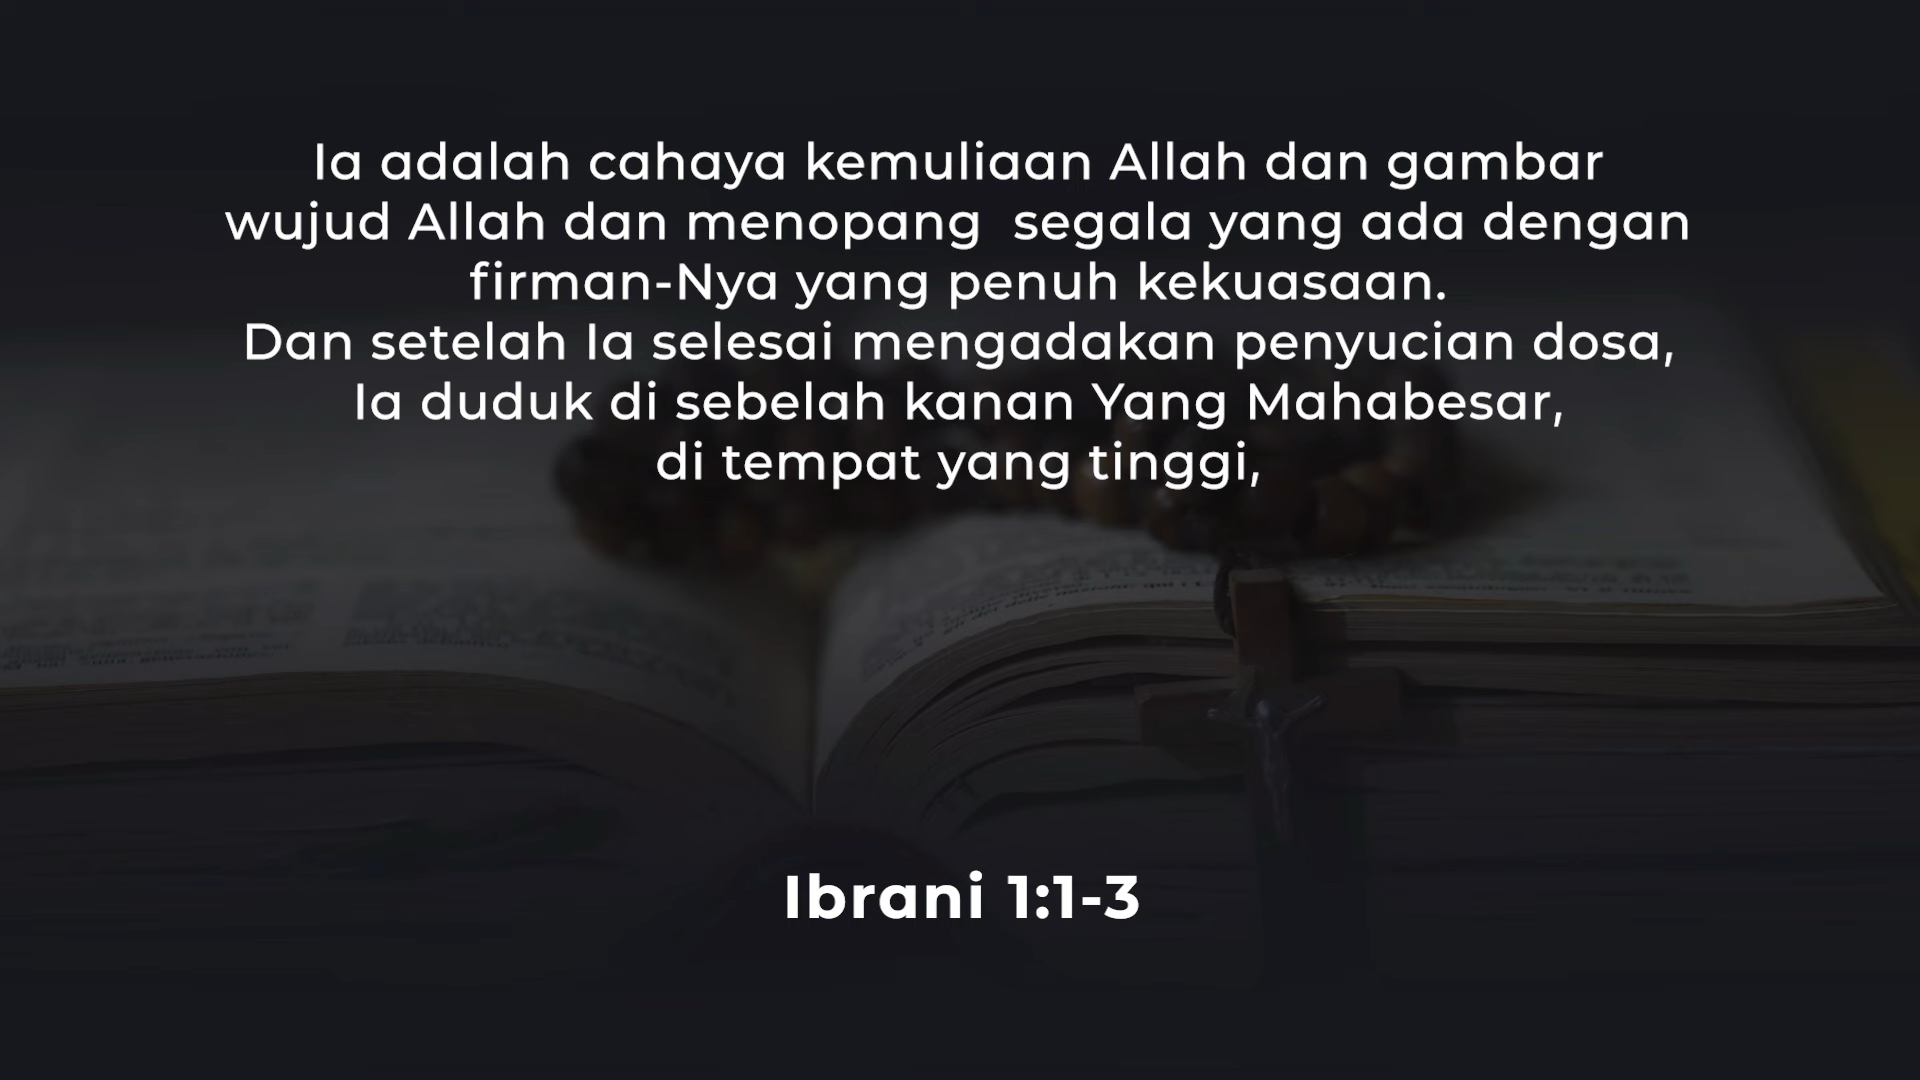 Ia adalah cahaya kemuliaan Allah dan gambar
wujud Allah dan menopang  segala yang ada dengan
firman-Nya yang penuh kekuasaan.
Dan setelah Ia selesai mengadakan penyucian dosa,
Ia duduk di sebelah kanan Yang Mahabesar,
di tempat yang tinggi,
Ibrani 1:1-3